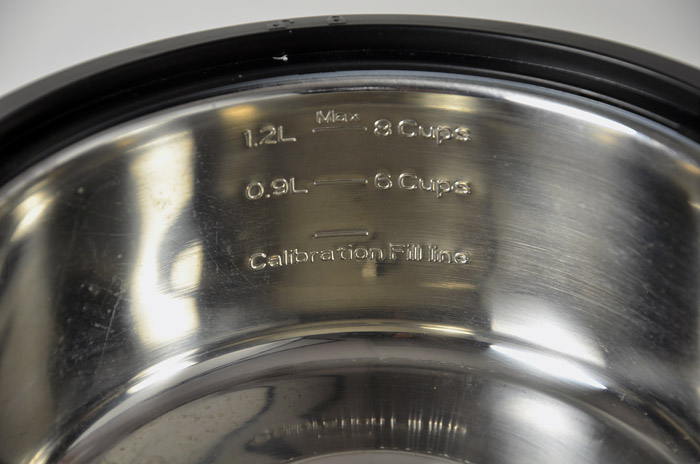 Max
1.2L 8 Cups
0.9L 6 Cups
Calibration Fill line